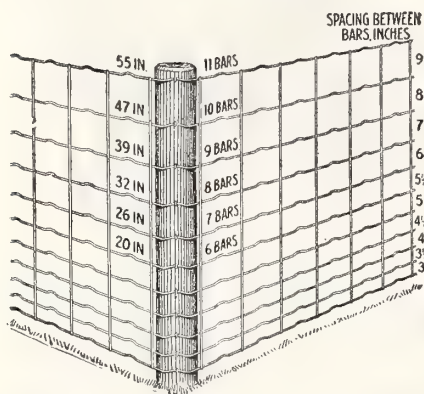 SPACING BETWEEN
BARS, INCHES
55 IN. 11 BARS 9
47 IN 10 BARS 8
39 IN 9 BARS 7
32 IN 8 BARS 6
5½
26 IN 7 BARS 5
4½
20 IN 6 BARS 4
3½
3